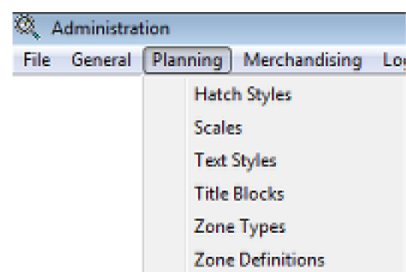 Administration
File General Planning Merchandising
Hatch Styles
Scales
Text Styles
Title Blocks
Zone Types
Zone Definitions